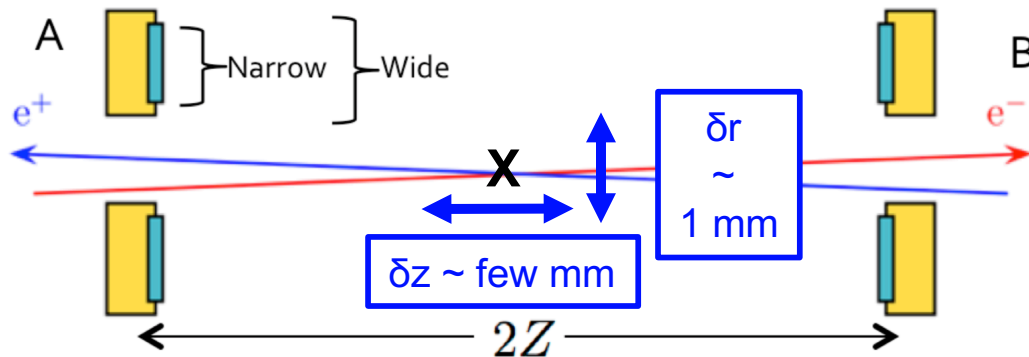 A
Narrow
Wide
B
e⁺
e⁻
δr
~
1 mm
X
δz ~ few mm
2Z